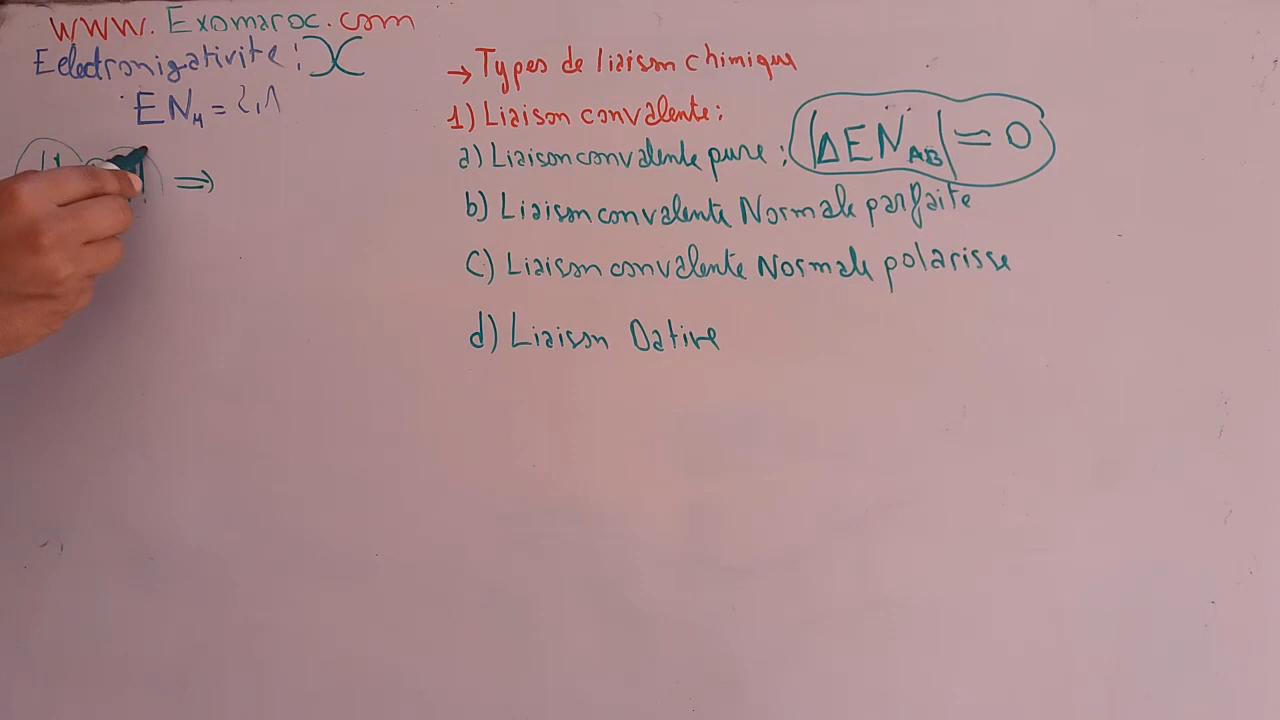 WWW.Exomaroc.com
Eelectronigativite : X
EN_H = 2,1
H ⇒
→ Types de liaison chimique
1) Liaison convalente :
a) Liaison convalente pure : |ΔEN_AB| = 0
b) Liaison convalente Normale parfaite
c) Liaison convalente Normale polarisse
d) Liaison Dative